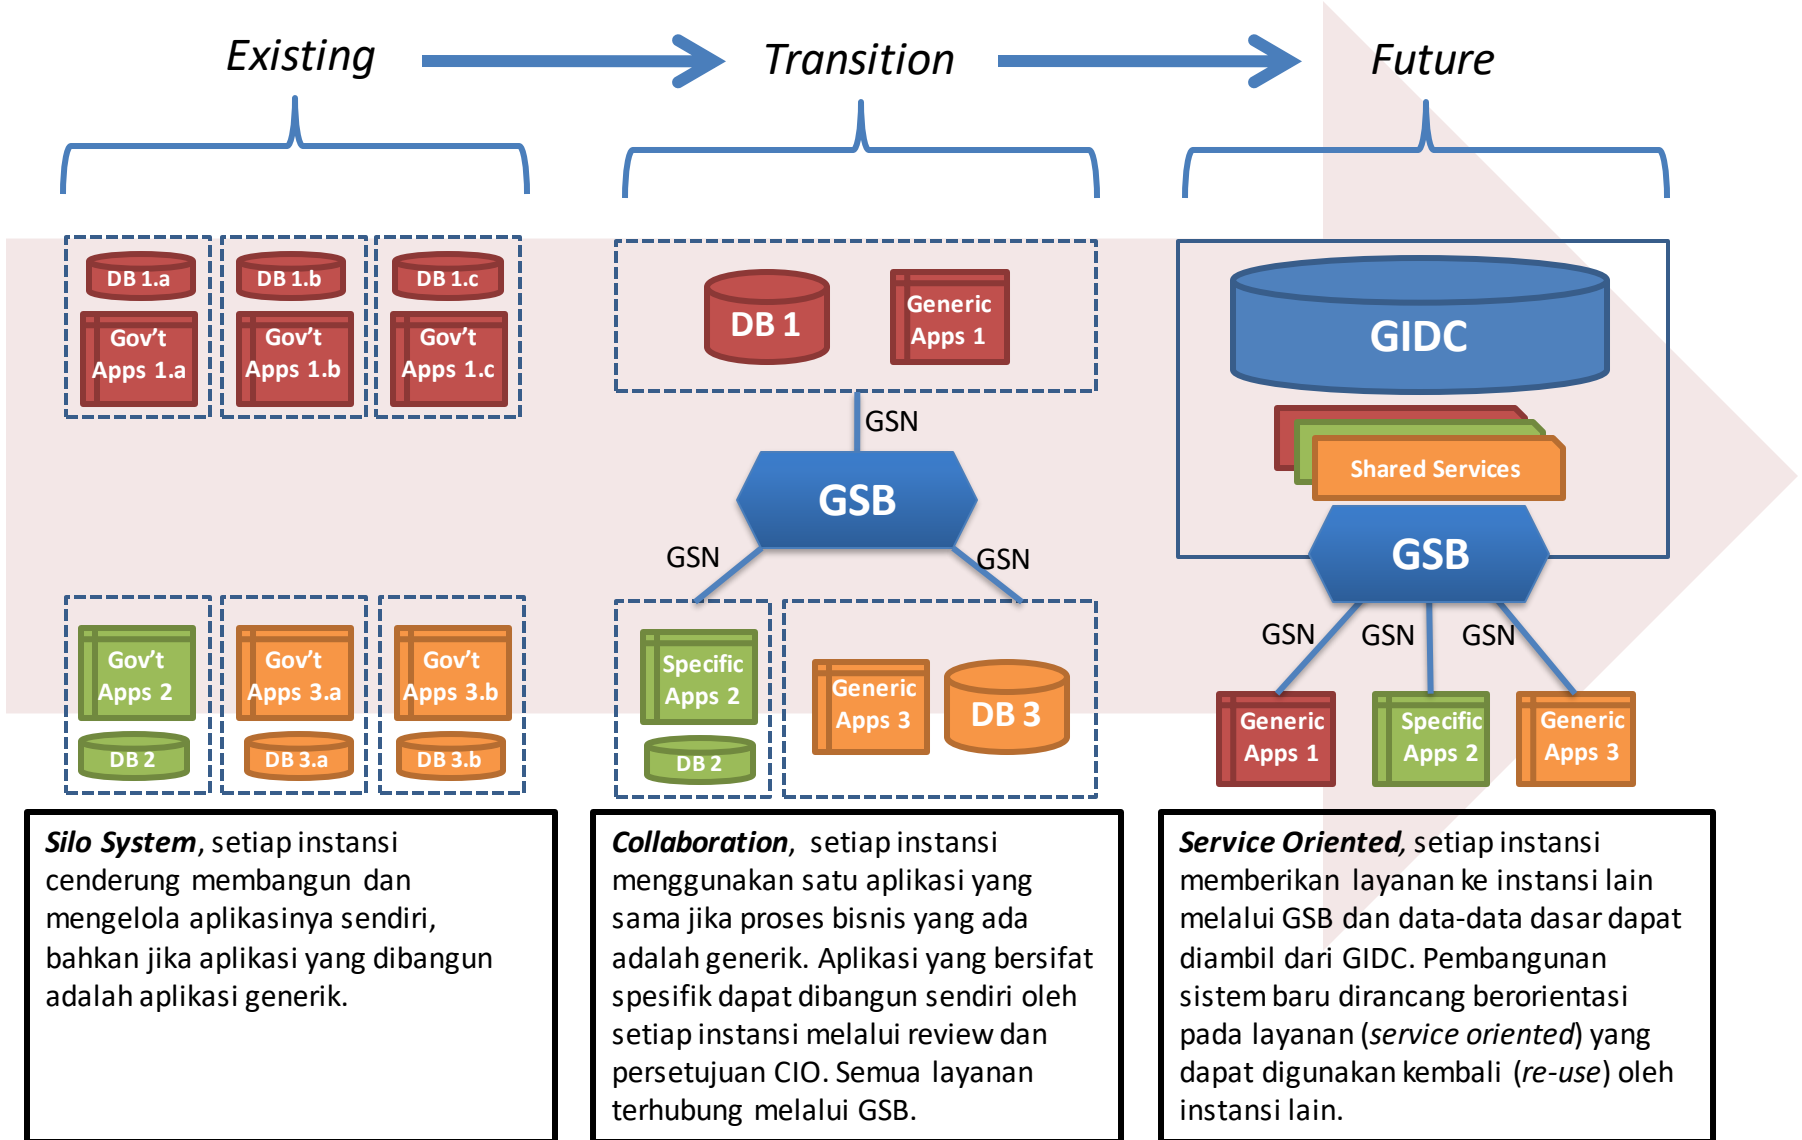 Existing
Transition
Future
DB 1.a
DB 1.b
DB 1.c
Gov't
Apps 1.a
Gov't
Apps 1.b
Gov't
Apps 1.c
Gov't
Apps 2
Gov't
Apps 3.a
Gov't
Apps 3.b
DB 2
DB 3.a
DB 3.b
DB 1
Generic
Apps 1
GSN
GSB
GSN
GSN
Specific
Apps 2
DB 2
Generic
Apps 3
DB 3
GIDC
Shared Services
GSB
GSN
GSN
GSN
Generic
Apps 1
Specific
Apps 2
Generic
Apps 3
Silo System, setiap instansi
cenderung membangun dan
mengelola aplikasinya sendiri,
bahkan jika aplikasi yang dibangun
adalah aplikasi generik.
Collaboration, setiap instansi
menggunakan satu aplikasi yang
sama jika proses bisnis yang ada
adalah generik. Aplikasi yang bersifat
spesifik dapat dibangun sendiri oleh
setiap instansi melalui review dan
persetujuan CIO. Semua layanan
terhubung melalui GSB.
Service Oriented, setiap instansi
memberikan layanan ke instansi lain
melalui GSB dan data-data dasar dapat
diambil dari GIDC. Pembangunan
sistem baru dirancang berorientasi
pada layanan (service oriented) yang
dapat digunakan kembali (re-use) oleh
instansi lain.